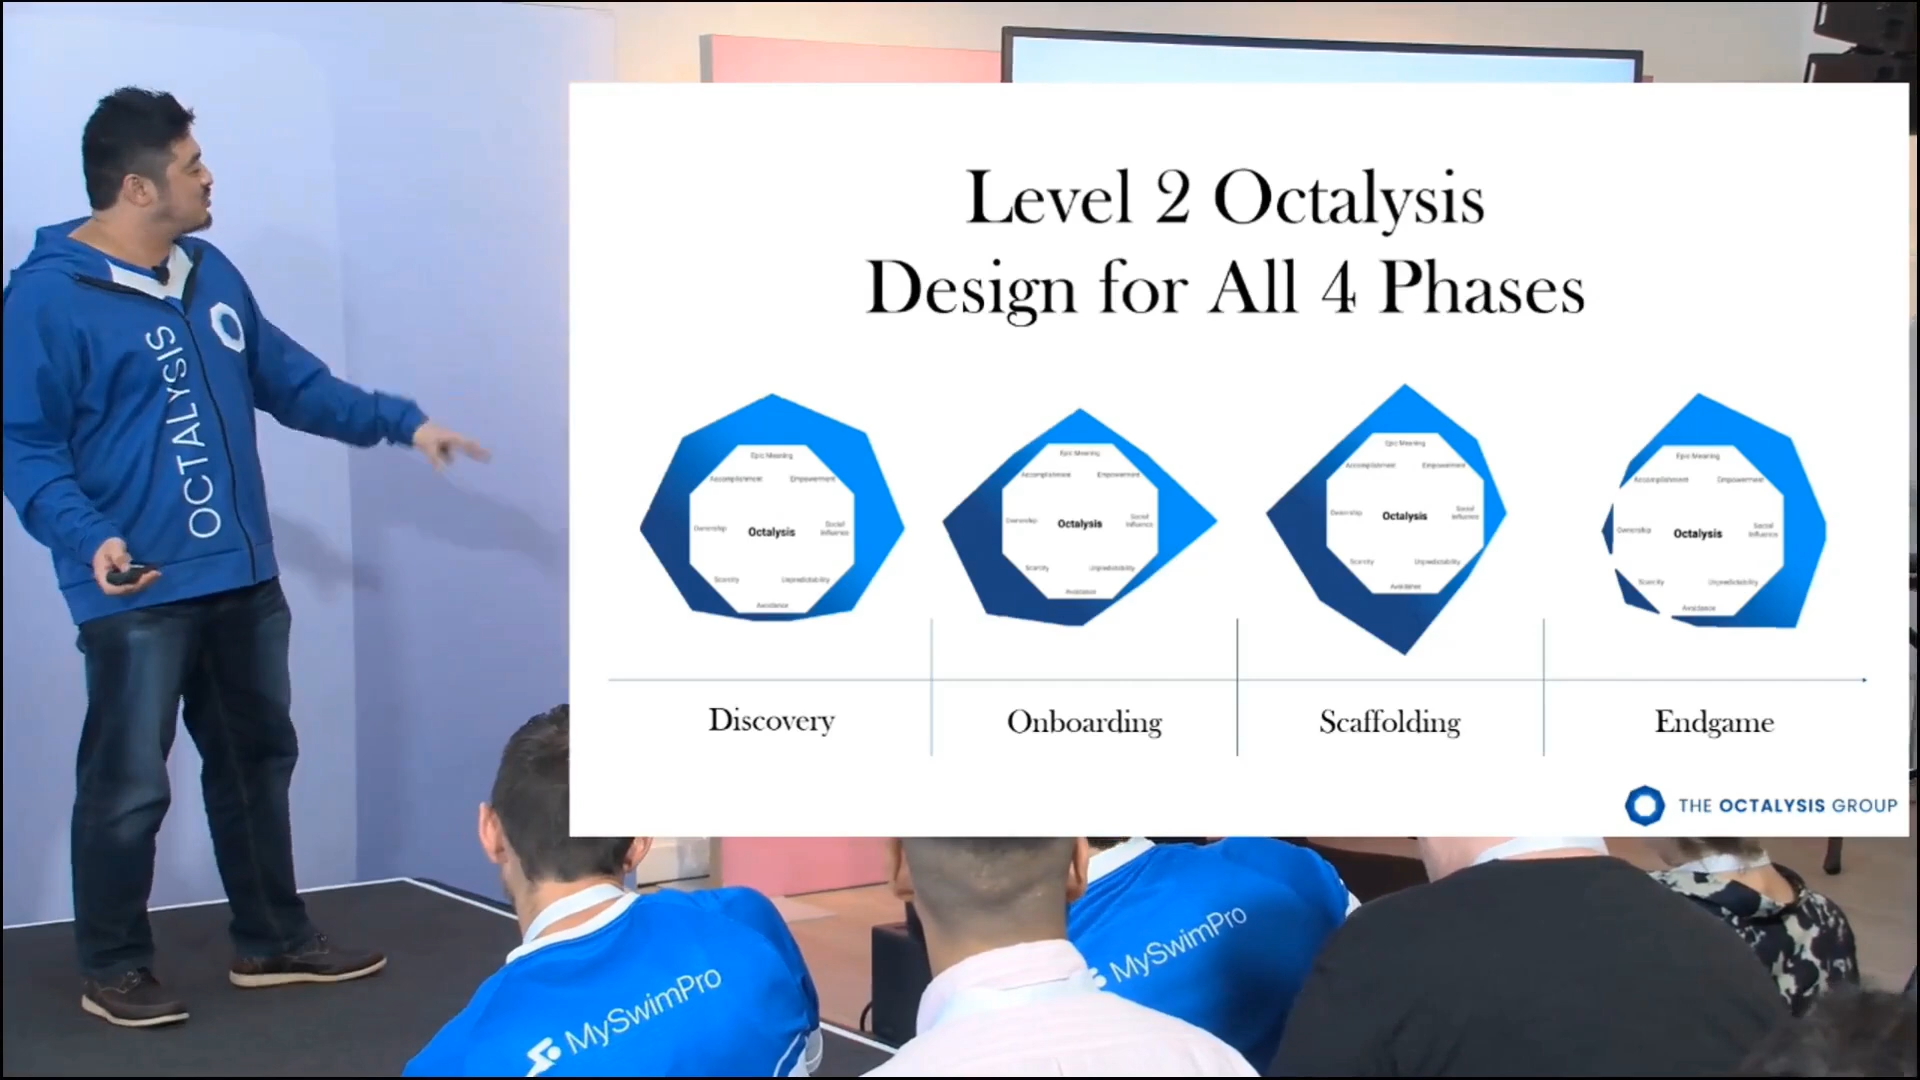 Level 2 Octalysis
Design for All 4 Phases
Epic Meaning
Accomplishment
Empowerment
Ownership
Octalysis
Social
Influence
Scarcity
Unpredictability
Avoidance
Epic Meaning
Accomplishment
Empowerment
Ownership
Octalysis
Social
Influence
Scarcity
Unpredictability
Avoidance
Epic Meaning
Accomplishment
Empowerment
Ownership
Octalysis
Social
Influence
Scarcity
Unpredictability
Avoidance
Epic Meaning
Accomplishment
Empowerment
Ownership
Octalysis
Social
Influence
Scarcity
Unpredictability
Avoidance
Discovery
Onboarding
Scaffolding
Endgame
THE OCTALYSIS GROUP
OCTALYSIS
MySwimPro
MySwimPro